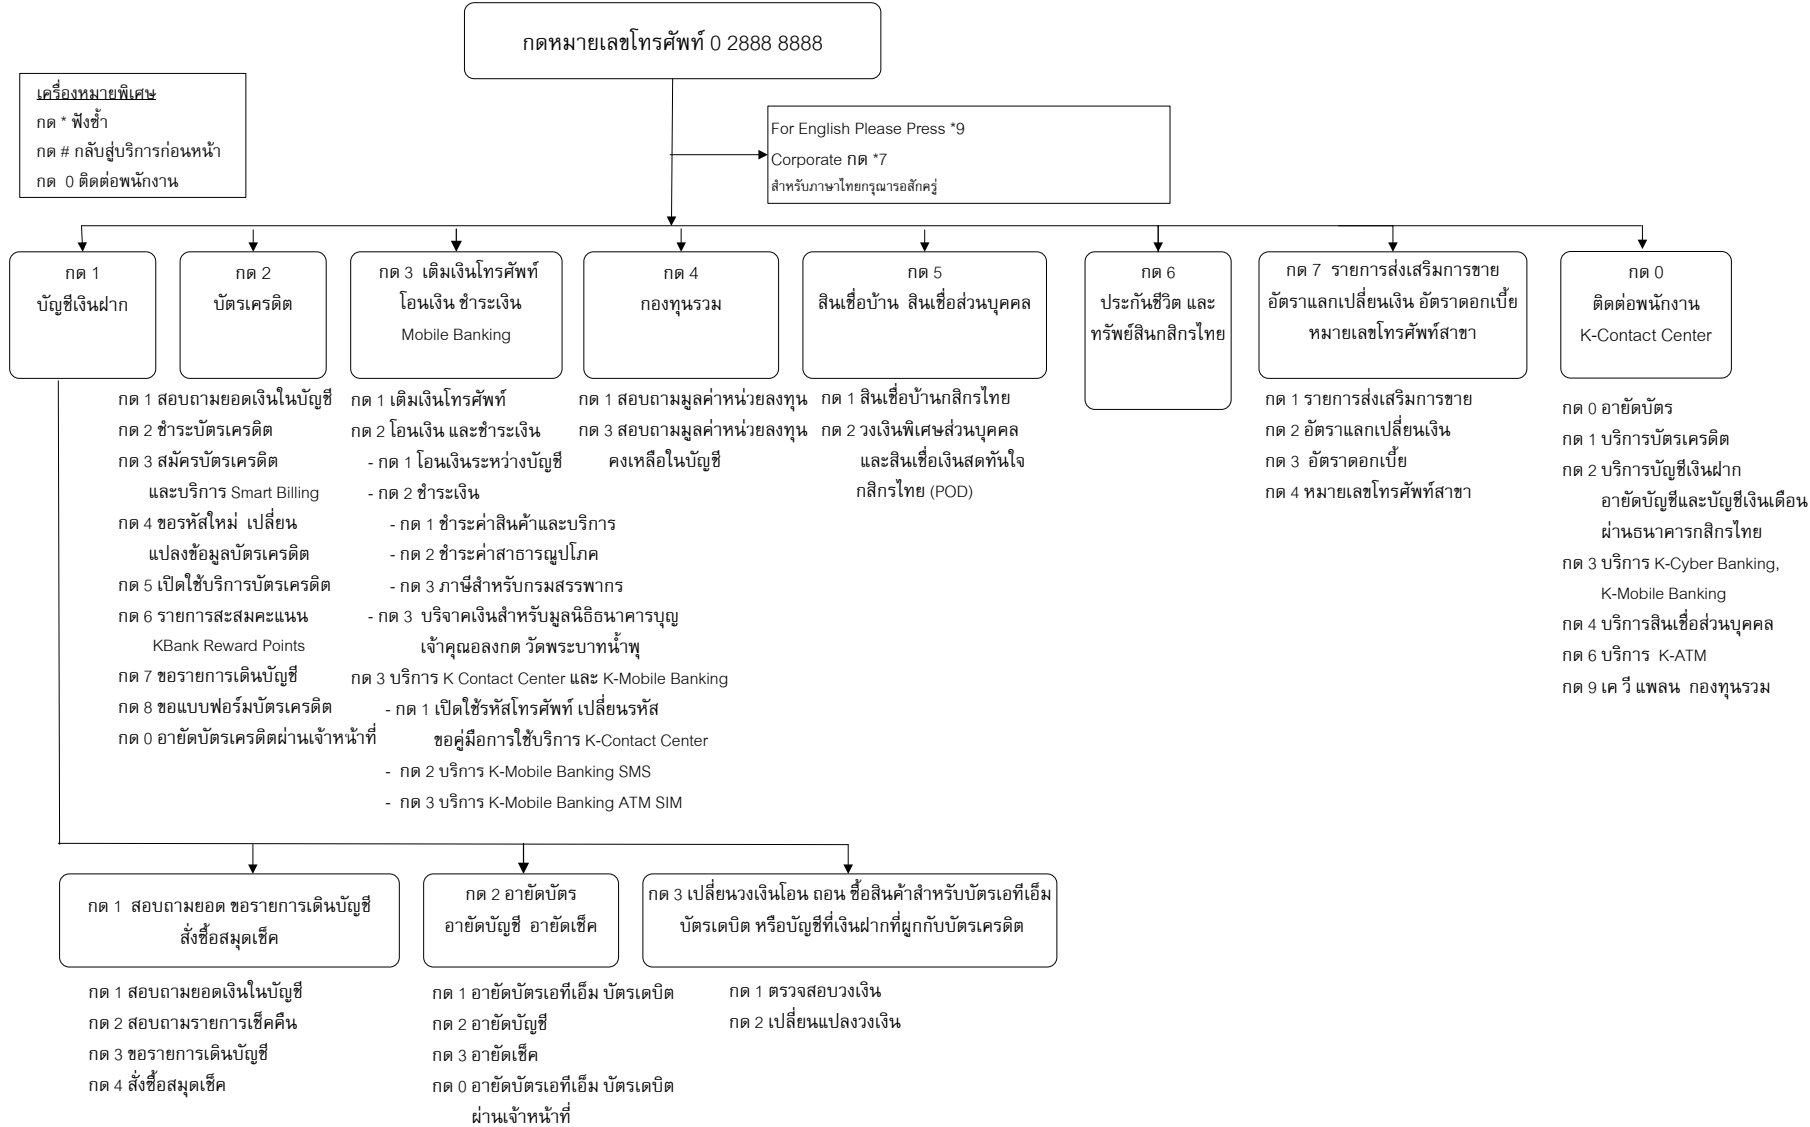 กดหมายเลขโทรศัพท์ 0 2888 8888
เครื่องหมายพิเศษ
กด * ฟังซ้ำ
กด # กลับสู่บริการก่อนหน้า
กด 0 ติดต่อพนักงาน
For English Please Press *9
Corporate กด *7
สำหรับภาษาไทยกรุณารอสักครู่
กด 1
บัญชีเงินฝาก
กด 2
บัตรเครดิต
กด 3 เติมเงินโทรศัพท์
โอนเงิน ชำระเงิน
Mobile Banking
กด 4
กองทุนรวม
กด 5
สินเชื่อบ้าน สินเชื่อส่วนบุคคล
กด 6
ประกันชีวิต และ
ทรัพย์สินกสิกรไทย
กด 7 รายการส่งเสริมการขาย
อัตราแลกเปลี่ยนเงิน อัตราดอกเบี้ย
หมายเลขโทรศัพท์สาขา
กด 0
ติดต่อพนักงาน
K-Contact Center
กด 1 สอบถามยอดเงินในบัญชี
กด 2 ชำระบัตรเครดิต
กด 3 สมัครบัตรเครดิต
และบริการ Smart Billing
กด 4 ขอรหัสใหม่ เปลี่ยน
แปลงข้อมูลบัตรเครดิต
กด 5 เปิดใช้บริการบัตรเครดิต
กด 6 รายการสะสมคะแนน
KBank Reward Points
กด 7 ขอรายการเดินบัญชี
กด 8 ขอแบบฟอร์มบัตรเครดิต
กด 0 อายัดบัตรเครดิตผ่านเจ้าหน้าที่
กด 1 เติมเงินโทรศัพท์
กด 2 โอนเงิน และชำระเงิน
- กด 1 โอนเงินระหว่างบัญชี
- กด 2 ชำระเงิน
- กด 1 ชำระค่าสินค้าและบริการ
- กด 2 ชำระค่าสาธารณูปโภค
- กด 3 ภาษีสำหรับกรมสรรพากร
- กด 3 บริจาคเงินสำหรับมูลนิธิธนาคารบุญ
เจ้าคุณอลงกต วัดพระบาทน้ำพุ
กด 3 บริการ K Contact Center และ K-Mobile Banking
- กด 1 เปิดใช้รหัสโทรศัพท์ เปลี่ยนรหัส
ขอคู่มือการใช้บริการ K-Contact Center
- กด 2 บริการ K-Mobile Banking SMS
- กด 3 บริการ K-Mobile Banking ATM SIM
กด 1 สอบถามมูลค่าหน่วยลงทุน
กด 3 สอบถามมูลค่าหน่วยลงทุน
คงเหลือในบัญชี
กด 1 สินเชื่อบ้านกสิกรไทย
กด 2 วงเงินพิเศษส่วนบุคคล
และสินเชื่อเงินสดทันใจ
กสิกรไทย (POD)
กด 1 รายการส่งเสริมการขาย
กด 2 อัตราแลกเปลี่ยนเงิน
กด 3 อัตราดอกเบี้ย
กด 4 หมายเลขโทรศัพท์สาขา
กด 0 อายัดบัตร
กด 1 บริการบัตรเครดิต
กด 2 บริการบัญชีเงินฝาก
อายัดบัญชีและบัญชีเงินเดือน
ผ่านธนาคารกสิกรไทย
กด 3 บริการ K-Cyber Banking,
K-Mobile Banking
กด 4 บริการสินเชื่อส่วนบุคคล
กด 6 บริการ K-ATM
กด 9 เค วี แพลน กองทุนรวม
กด 1 สอบถามยอด ขอรายการเดินบัญชี
สั่งซื้อสมุดเช็ค
กด 2 อายัดบัตร
อายัดบัญชี อายัดเช็ค
กด 3 เปลี่ยนวงเงินโอน ถอน ซื้อสินค้าสำหรับบัตรเอทีเอ็ม
บัตรเดบิต หรือบัญชีที่เงินฝากที่ผูกกับบัตรเครดิต
กด 1 สอบถามยอดเงินในบัญชี
กด 2 สอบถามรายการเช็คคืน
กด 3 ขอรายการเดินบัญชี
กด 4 สั่งซื้อสมุดเช็ค
กด 1 อายัดบัตรเอทีเอ็ม บัตรเดบิต
กด 2 อายัดบัญชี
กด 3 อายัดเช็ค
กด 0 อายัดบัตรเอทีเอ็ม บัตรเดบิต
ผ่านเจ้าหน้าที่
กด 1 ตรวจสอบวงเงิน
กด 2 เปลี่ยนแปลงวงเงิน